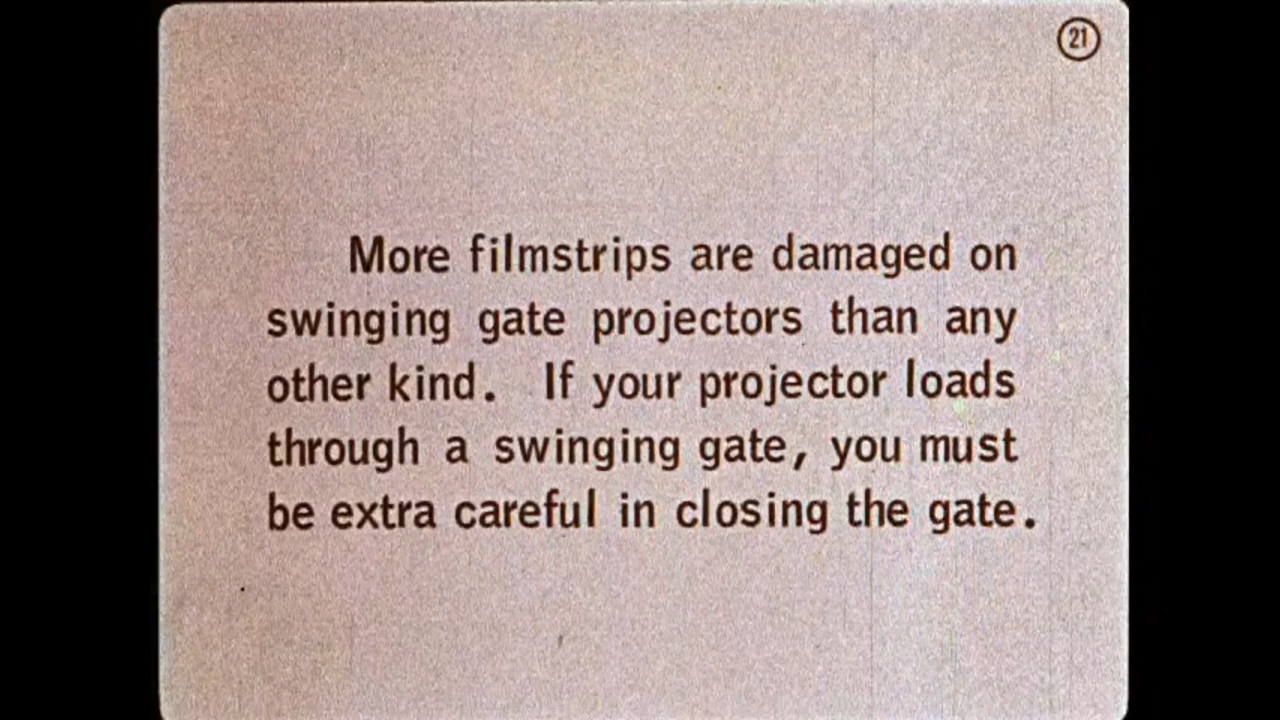 21
More filmstrips are damaged on
swinging gate projectors than any
other kind. If your projector loads
through a swinging gate, you must
be extra careful in closing the gate.